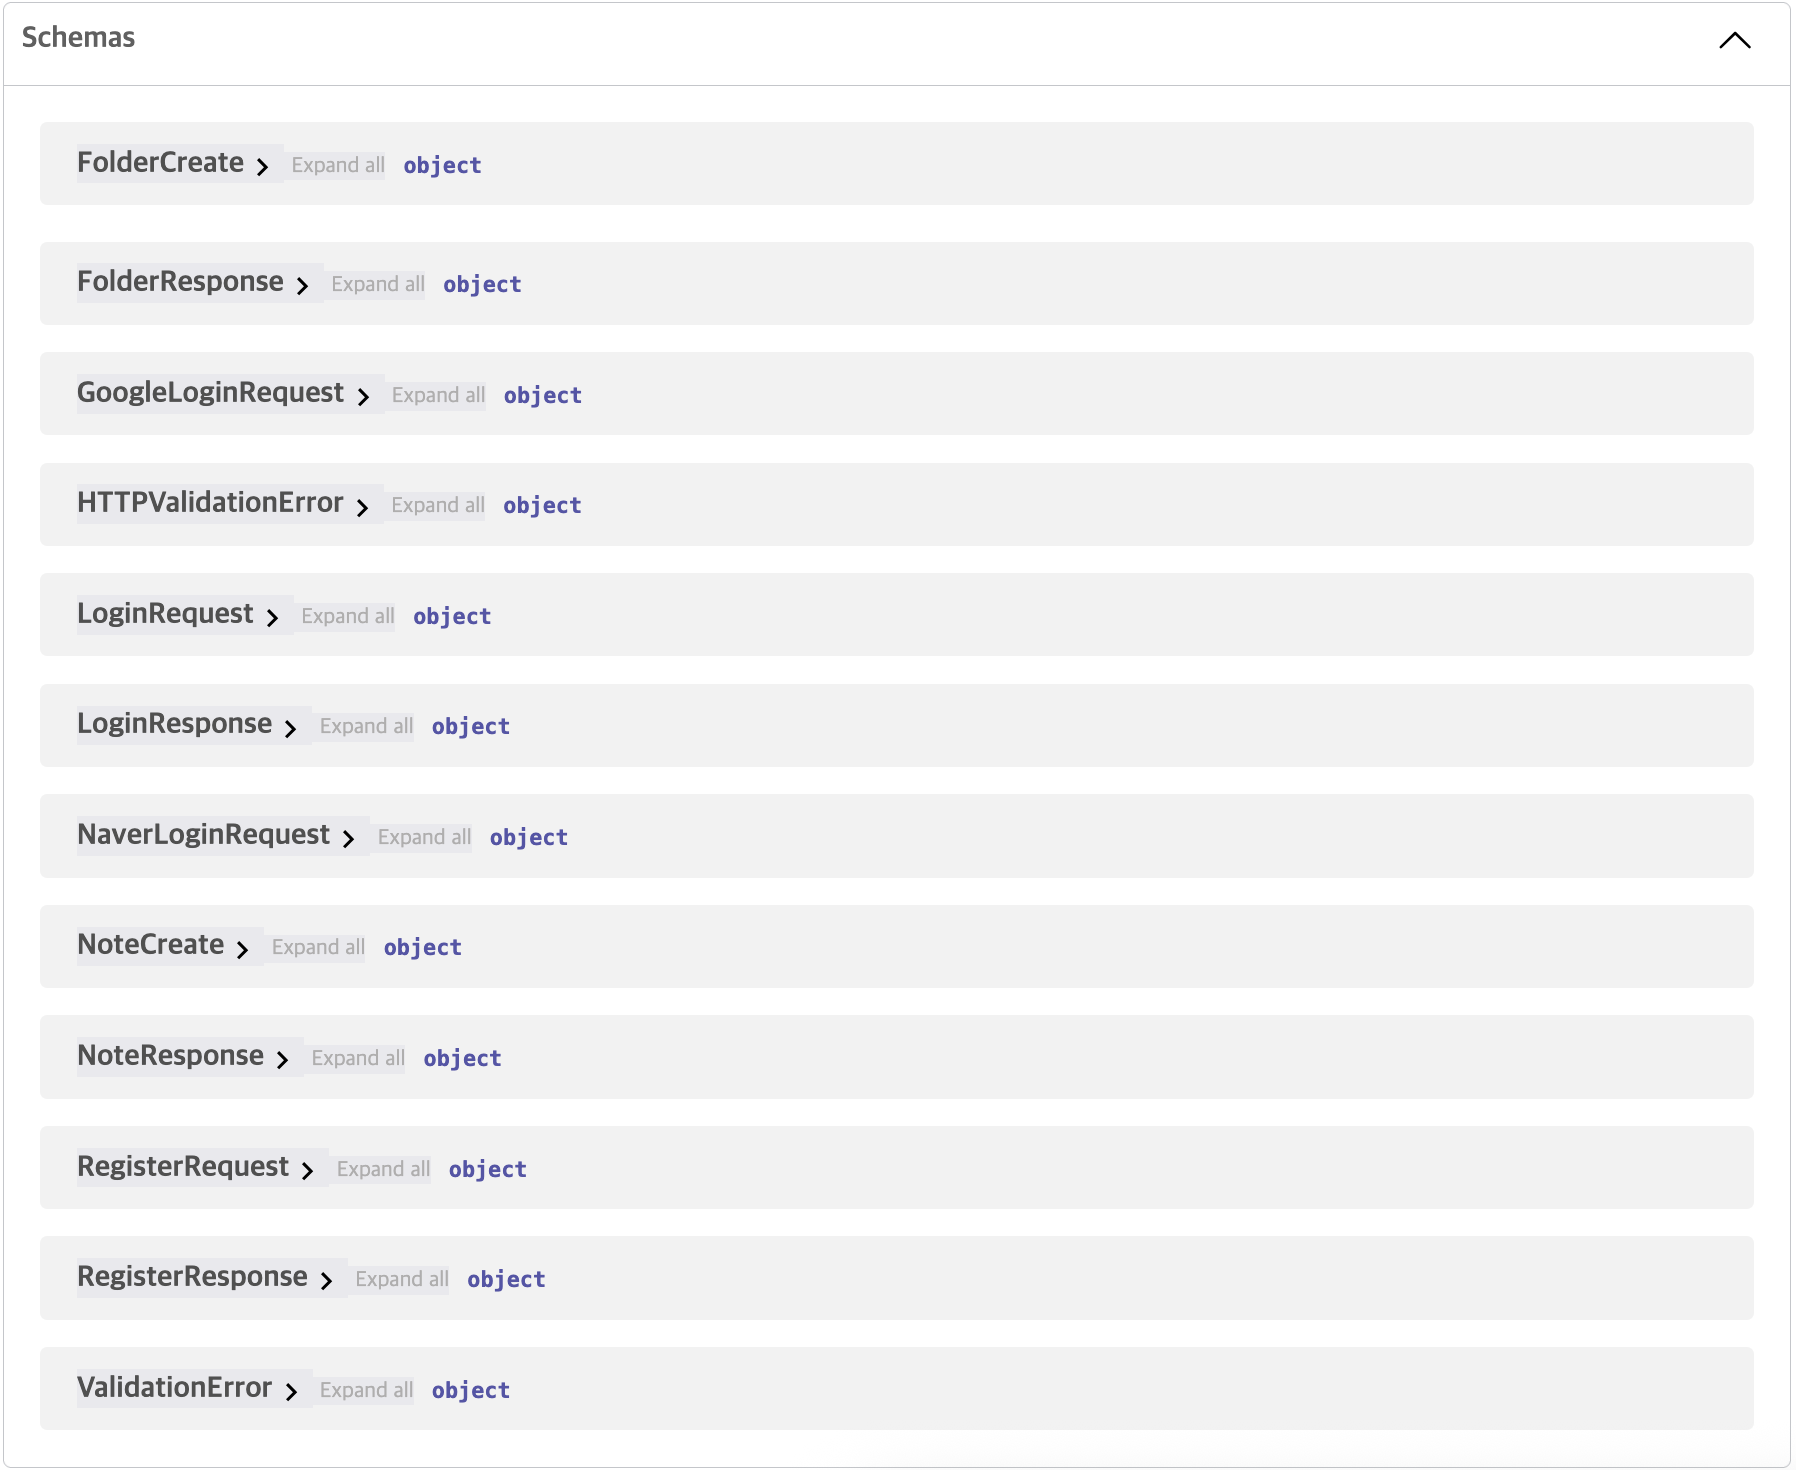 Schemas
FolderCreate Expand all object
FolderResponse Expand all object
GoogleLoginRequest Expand all object
HTTPValidationError Expand all object
LoginRequest Expand all object
LoginResponse Expand all object
NaverLoginRequest Expand all object
NoteCreate Expand all object
NoteResponse Expand all object
RegisterRequest Expand all object
RegisterResponse Expand all object
ValidationError Expand all object